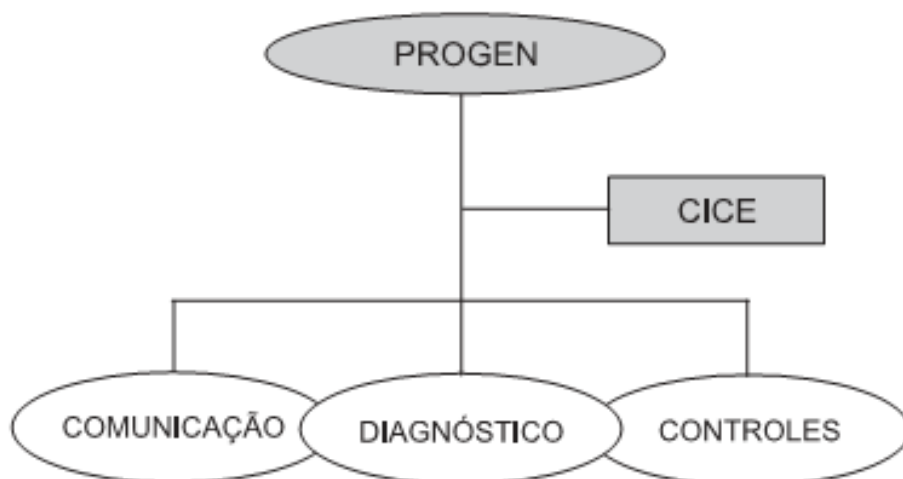 PROGEN
CICE
COMUNICAÇÃO
DIAGNÓSTICO
CONTROLES